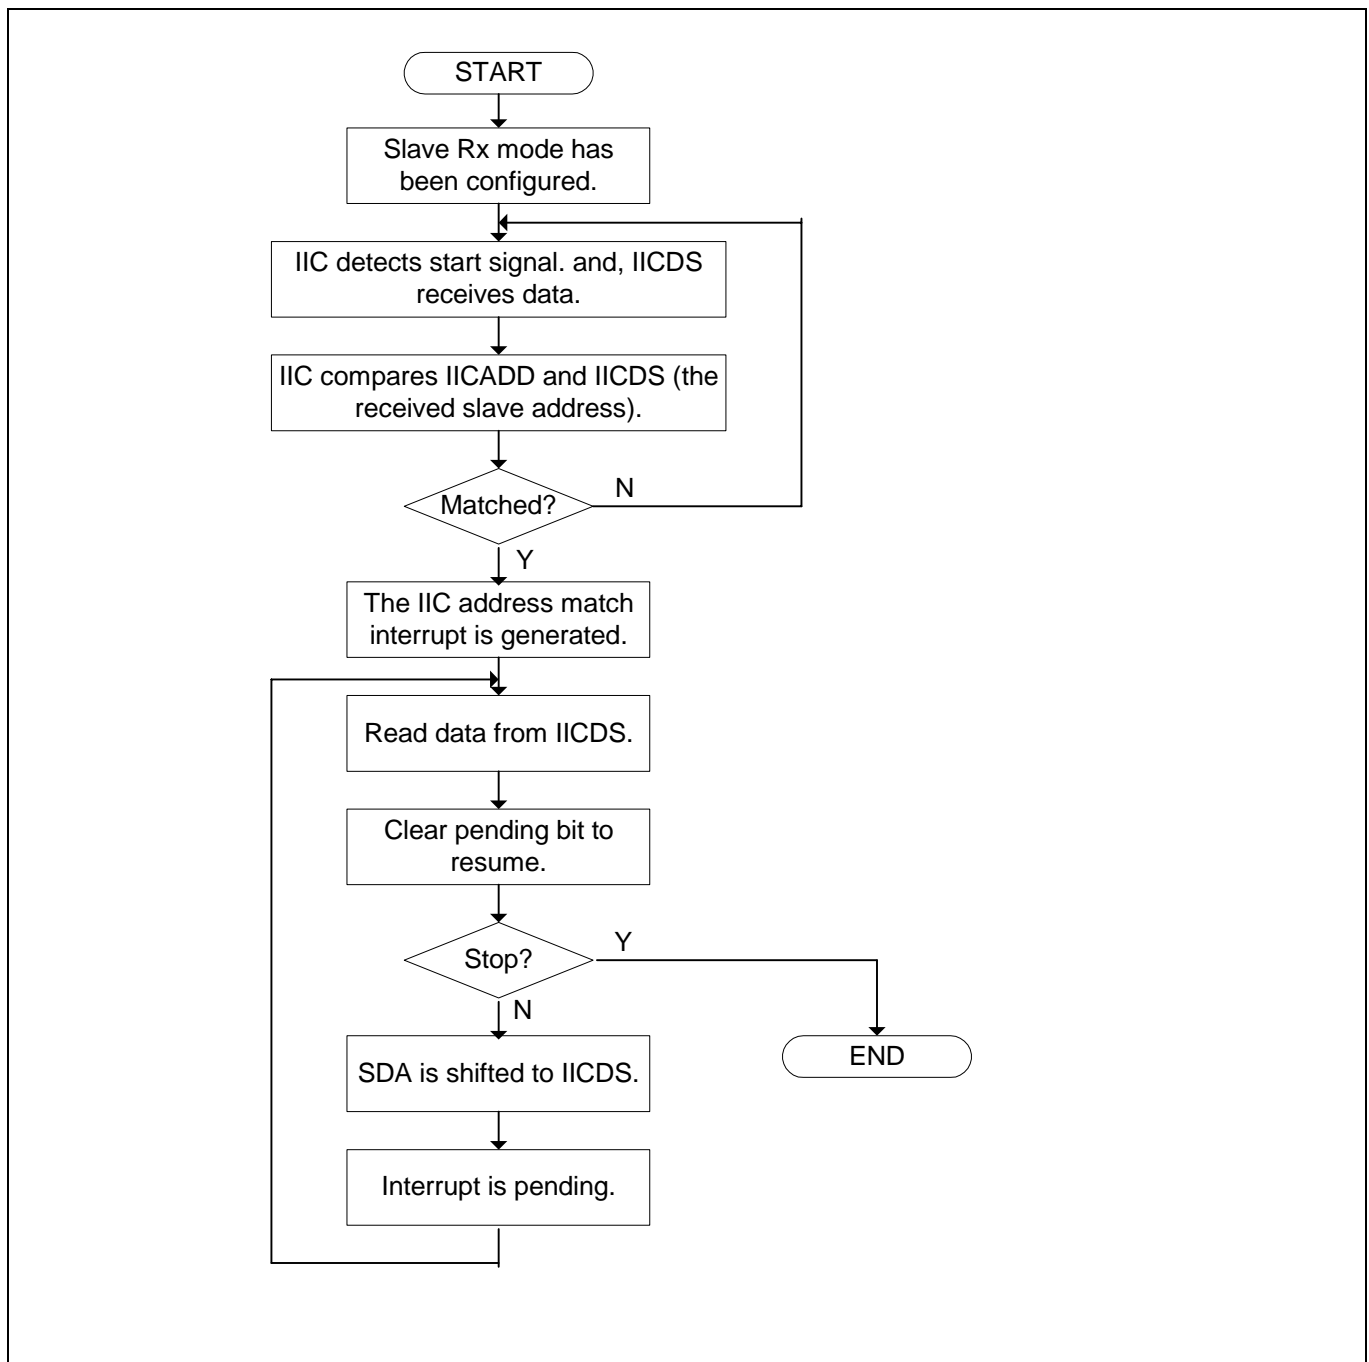 START
Slave Rx mode has
been configured.
IIC detects start signal. and, IICDS
receives data.
IIC compares IICADD and IICDS (the
received slave address).
Matched?
N
Y
The IIC address match
interrupt is generated.
Read data from IICDS.
Clear pending bit to
resume.
Stop?
Y
N
SDA is shifted to IICDS.
END
Interrupt is pending.